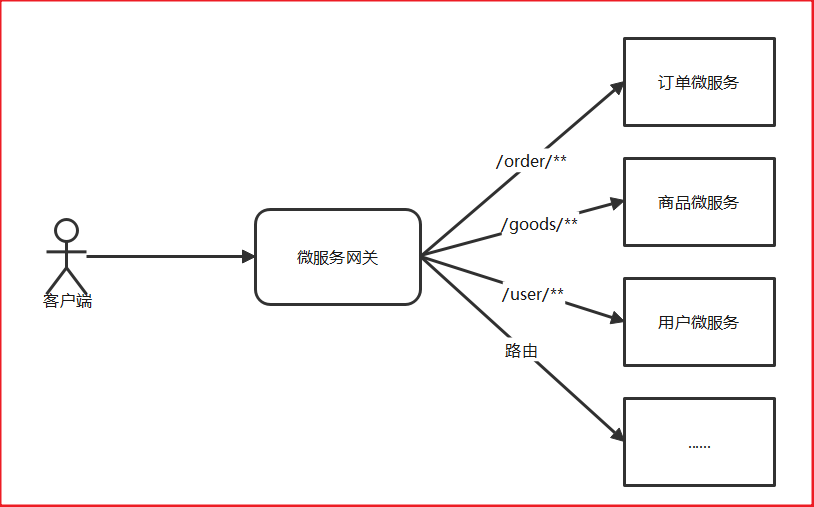 订单微服务
/order/**
商品微服务
/goods/**
微服务网关
客户端
/user/**
用户微服务
路由
......